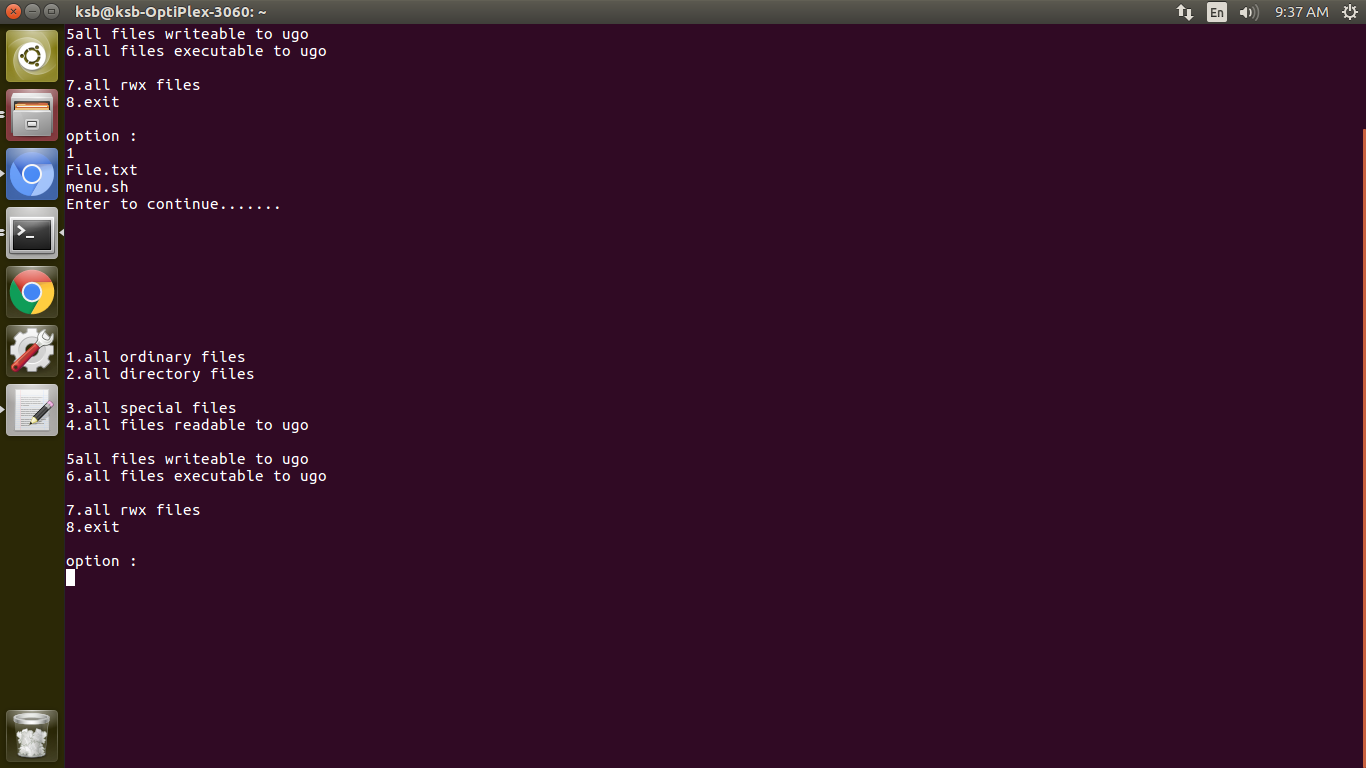 ksb@ksb-OptiPlex-3060: ~
En
9:37 AM
5all files writeable to ugo
6.all files executable to ugo
7.all rwx files
8.exit
option :
1
File.txt
menu.sh
Enter to continue.......
1.all ordinary files
2.all directory files
3.all special files
4.all files readable to ugo
5all files writeable to ugo
6.all files executable to ugo
7.all rwx files
8.exit
option :